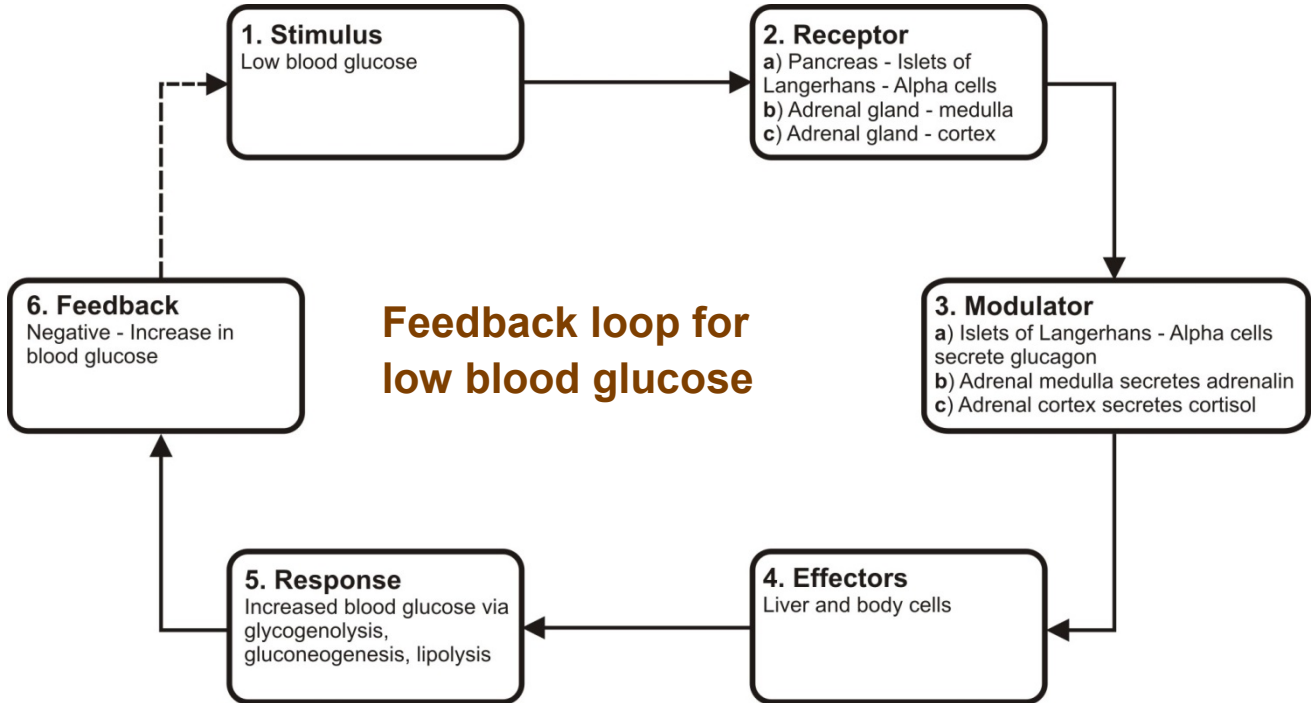 1. Stimulus
Low blood glucose
2. Receptor
a) Pancreas - Islets of
Langerhans - Alpha cells
b) Adrenal gland - medulla
c) Adrenal gland - cortex
3. Modulator
a) Islets of Langerhans - Alpha cells
secrete glucagon
b) Adrenal medulla secretes adrenalin
c) Adrenal cortex secretes cortisol
4. Effectors
Liver and body cells
5. Response
Increased blood glucose via
glycogenolysis,
gluconeogenesis, lipolysis
6. Feedback
Negative - Increase in
blood glucose
Feedback loop for
low blood glucose